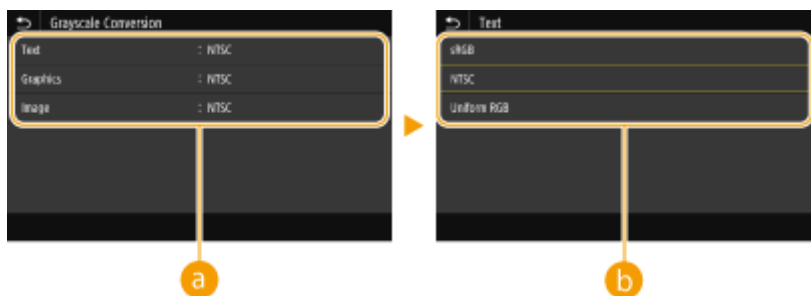 Grayscale Conversion
Text : NTSC
Graphics : NTSC
Image : NTSC
a
Text
sRGB
NTSC
Uniform RGB
b